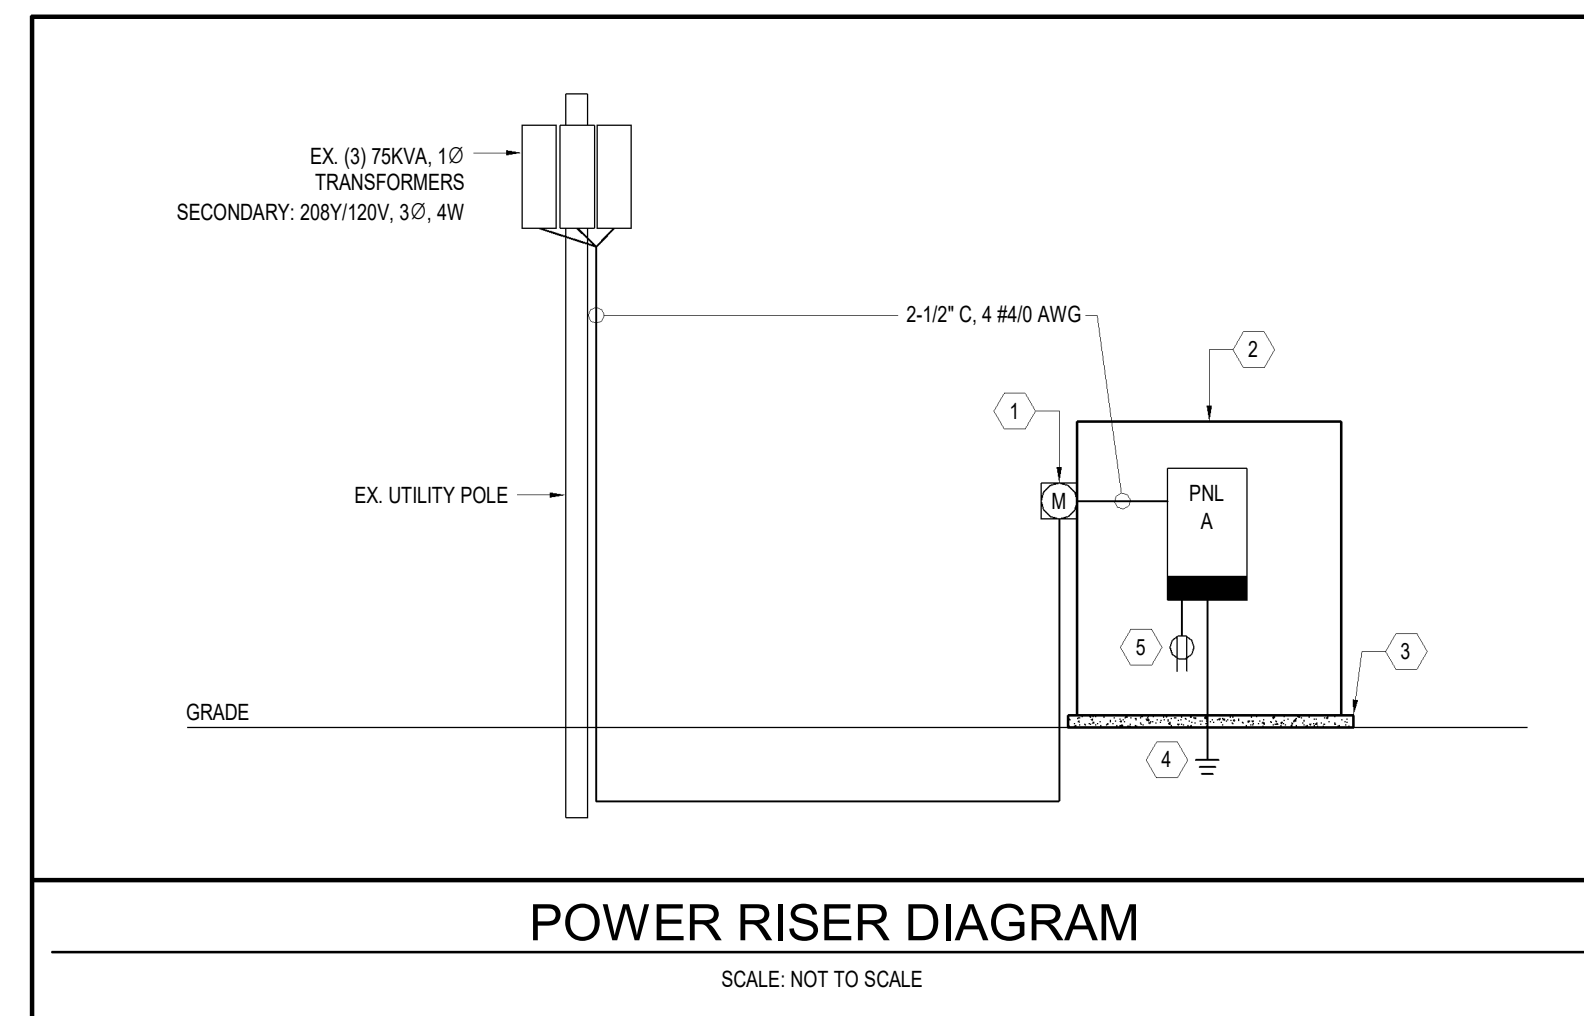 EX. (3) 75KVA, 1Ø
TRANSFORMERS
SECONDARY: 208Y/120V, 3Ø, 4W
2-1/2" C, 4 #4/0 AWG
2
1
EX. UTILITY POLE
M
PNL
A
5
3
GRADE
4
POWER RISER DIAGRAM
SCALE: NOT TO SCALE